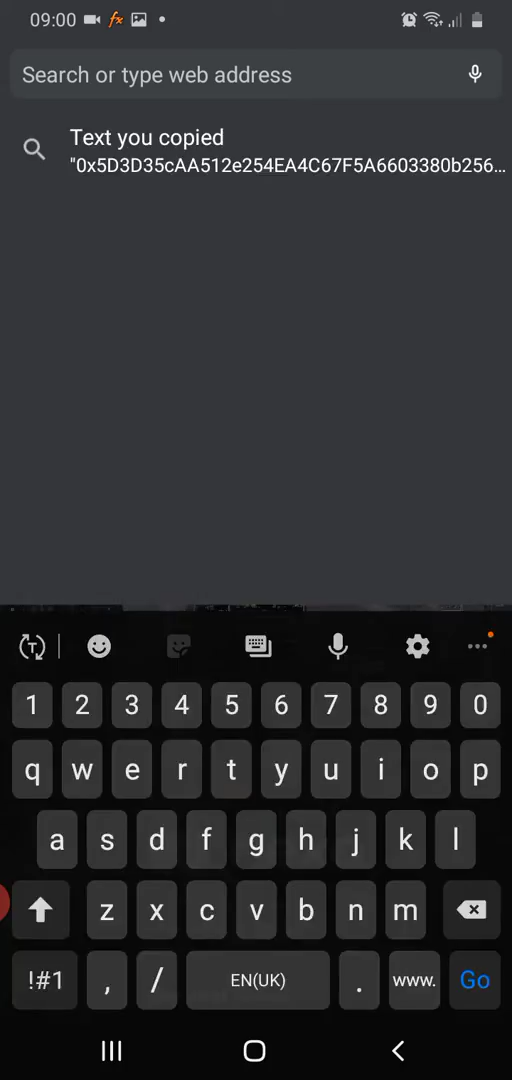 09:00
Search or type web address
Text you copied
"0x5D3D35cAA512e254EA4C67F5A6603380b256...
1 2 3 4 5 6 7 8 9 0
q w e r t y u i o p
a s d f g h j k l
z x c v b n m
!#1 , / EN(UK) . www. Go